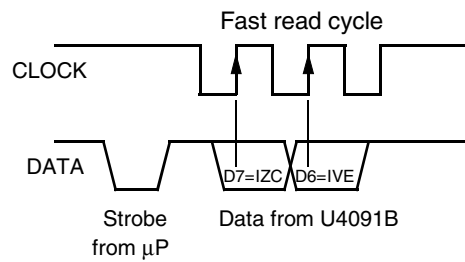 Fast read cycle
CLOCK
DATA
D7=IZC
D6=IVE
Strobe
from μP
Data from U4091B